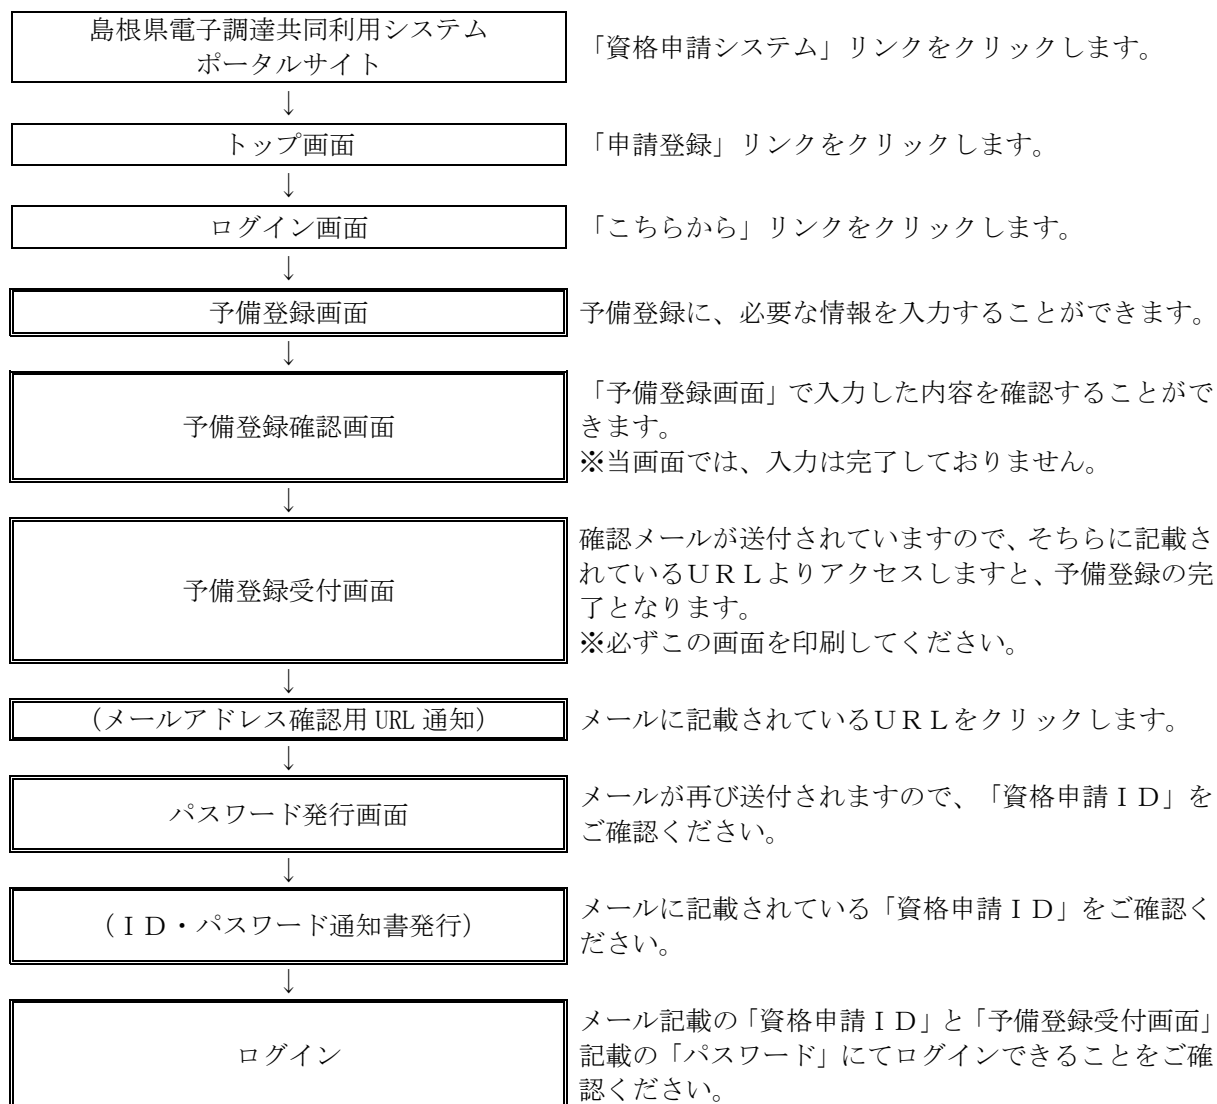 島根県電子調達共同利用システム
ポータルサイト
「資格申請システム」リンクをクリックします。
↓
トップ画面
「申請登録」リンクをクリックします。
↓
ログイン画面
「こちらから」リンクをクリックします。
↓
予備登録画面
予備登録に、必要な情報を入力することができます。
↓
予備登録確認画面
「予備登録画面」で入力した内容を確認することがで
きます。
※当画面では、入力は完了しておりません。
↓
予備登録受付画面
確認メールが送付されていますので、そちらに記載さ
れているＵＲＬよりアクセスしますと、予備登録の完
了となります。
※必ずこの画面を印刷してください。
↓
（メールアドレス確認用 URL 通知）
メールに記載されているＵＲＬをクリックします。
↓
パスワード発行画面
メールが再び送付されますので、「資格申請ＩＤ」を
ご確認ください。
↓
（ＩＤ・パスワード通知書発行）
メールに記載されている「資格申請ＩＤ」をご確認く
ださい。
↓
ログイン
メール記載の「資格申請ＩＤ」と「予備登録受付画面」
記載の「パスワード」にてログインできることをご確
認ください。